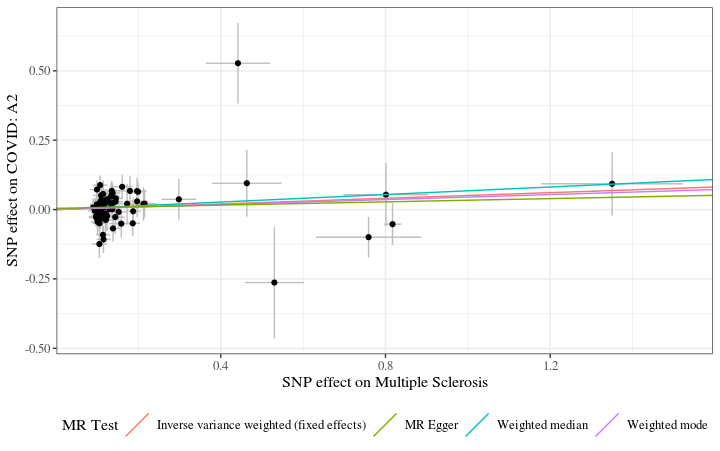 SNP effect on COVID: A2
0.50
0.25
0.00
-0.25
-0.50
0.4
0.8
1.2
SNP effect on Multiple Sclerosis
MR Test
Inverse variance weighted (fixed effects)
MR Egger
Weighted median
Weighted mode